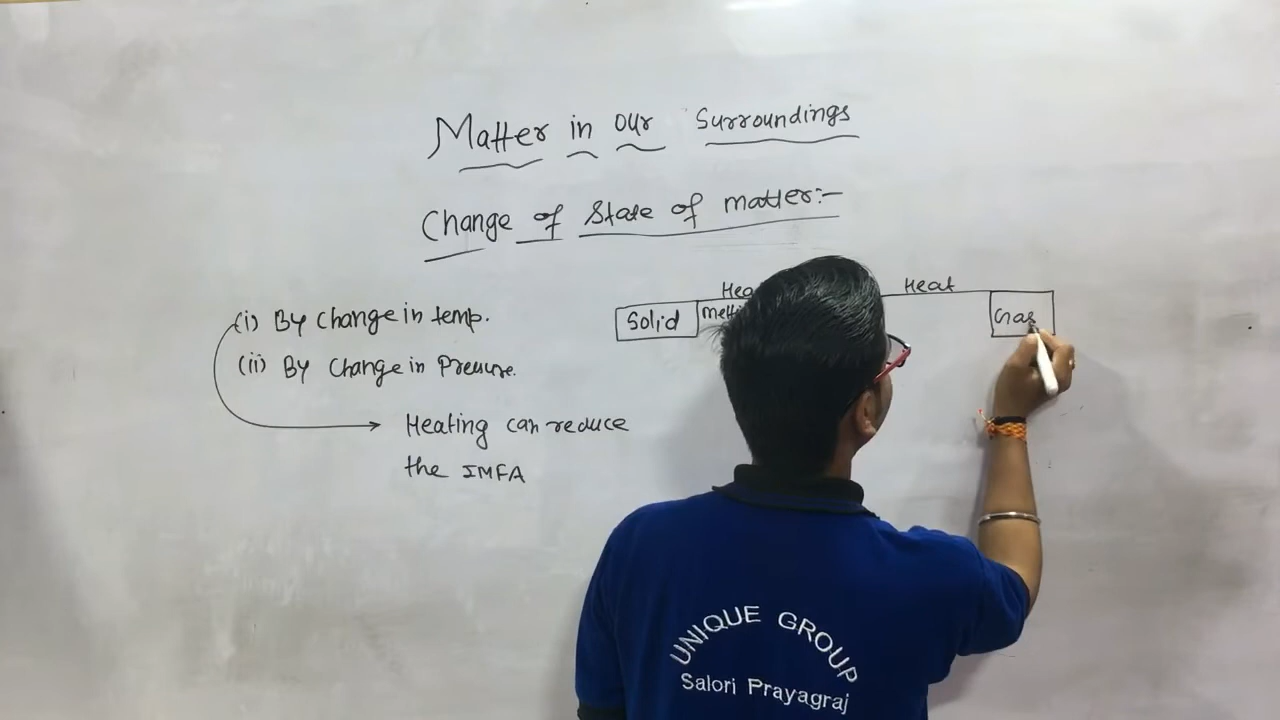 Matter in our Surroundings
Change of State of matter:-
(i) By Change in temp.
(ii) By Change in Pressure.
Heating can reduce
the IMFA
Heat
Solid
Gas
UNIQUE GROUP
Salori Prayagraj